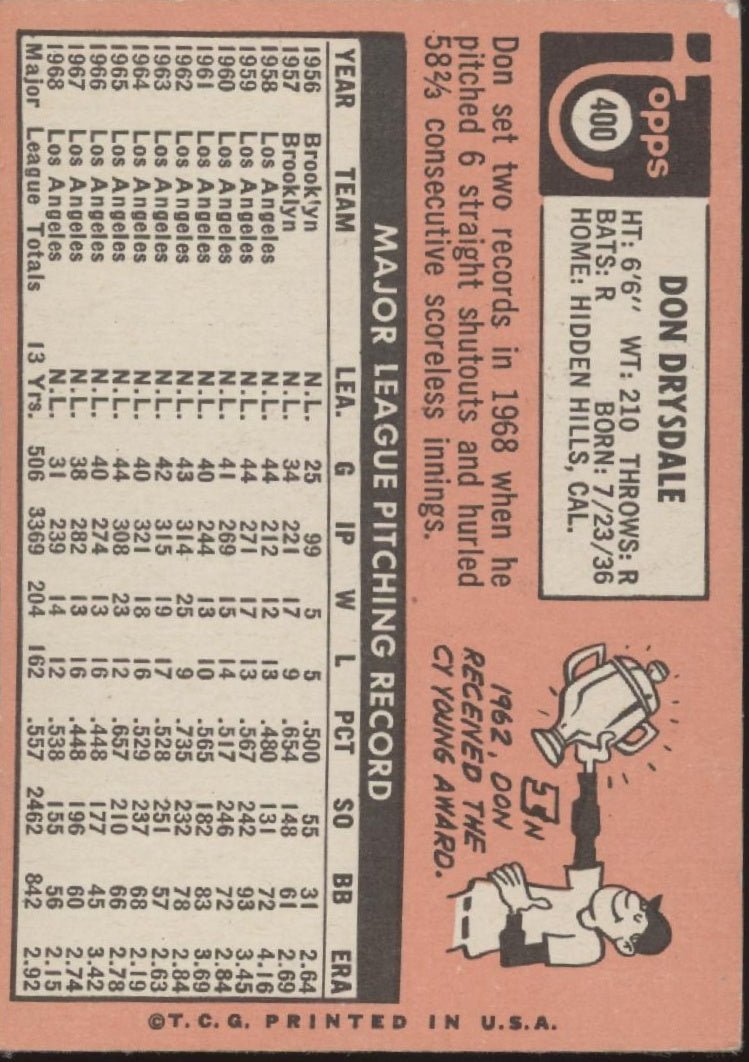 Topps
400
DON DRYSDALE
HT: 6'6" WT: 210 THROWS: R
BATS: R BORN: 7/23/36
HOME: HIDDEN HILLS, CAL.
Don set two records in 1968 when he
pitched 6 straight shutouts and hurled
58⅔ consecutive scoreless innings.
1962, DON
RECEIVED THE
CY YOUNG AWARD.
MAJOR LEAGUE PITCHING RECORD
YEAR TEAM LEA. G IP W L PCT SO BB ERA
1956 Brooklyn N.L. 25 99 5 5 .500 55 31 2.64
1957 Brooklyn N.L. 34 221 17 9 .654 148 61 2.69
1958 Los Angeles N.L. 44 212 12 13 .480 131 72 4.16
1959 Los Angeles N.L. 44 271 17 13 .567 242 93 3.45
1960 Los Angeles N.L. 41 269 15 14 .517 246 72 2.84
1961 Los Angeles N.L. 40 244 13 10 .565 182 83 3.69
1962 Los Angeles N.L. 43 314 25 9 .735 232 78 2.84
1963 Los Angeles N.L. 42 315 19 17 .528 251 57 2.63
1964 Los Angeles N.L. 40 321 18 16 .529 237 68 2.19
1965 Los Angeles N.L. 44 308 23 12 .657 210 66 2.78
1966 Los Angeles N.L. 40 274 13 16 .448 177 45 3.42
1967 Los Angeles N.L. 38 282 13 16 .448 196 60 2.74
1968 Los Angeles N.L. 31 239 14 12 .538 155 56 2.15
Major League Totals 13 Yrs. 506 3369 204 162 .557 2462 842 2.92
©T.C.G. PRINTED IN U.S.A.